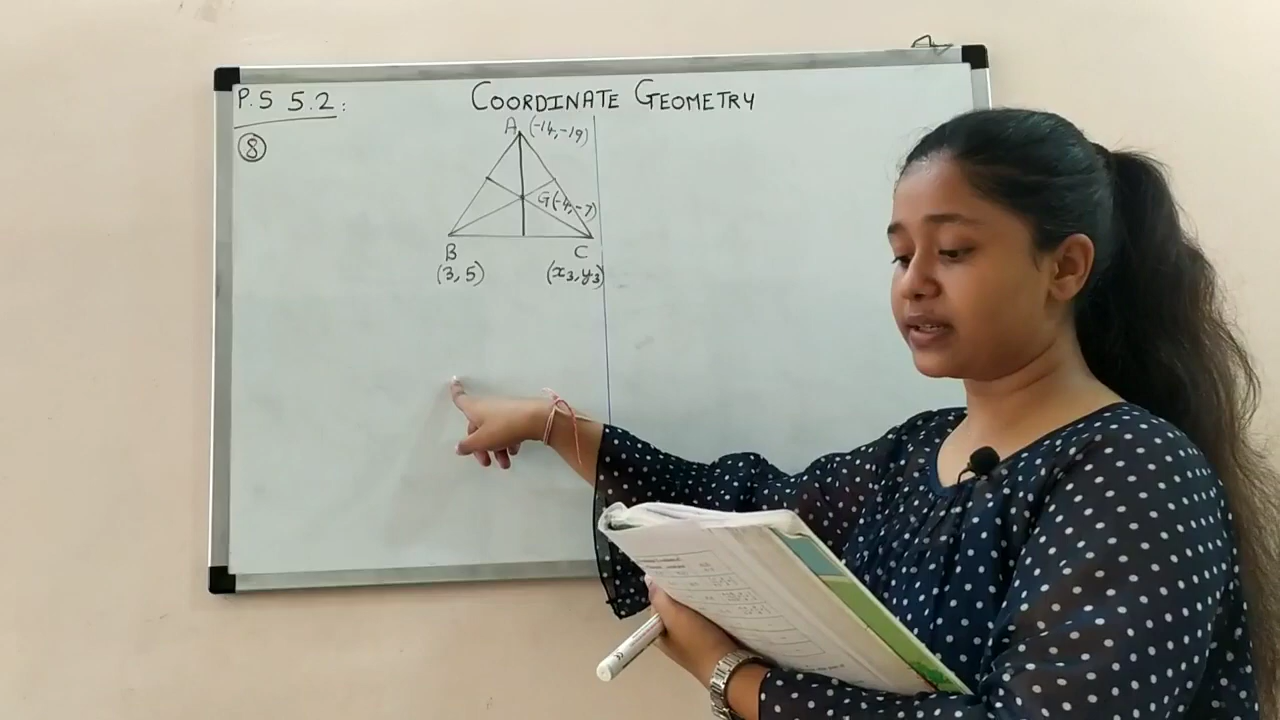 P.S 5.2:
COORDINATE GEOMETRY
8
A (-14,-19)
G(-4,-7)
B C
(3,5) (x3,y3)